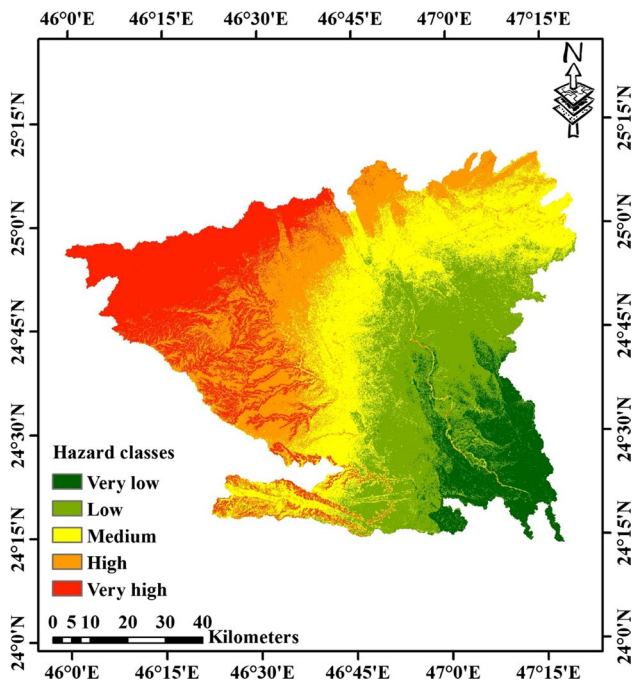 46°0'E 46°15'E 46°30'E 46°45'E 47°0'E 47°15'E
N
25°15'N 25°15'N
25°0'N 25°0'N
24°45'N 24°45'N
24°30'N 24°30'N
Hazard classes
Very low
Low
24°15'N 24°15'N
Medium
High
Very high
0 5 10 20 30 40
Kilometers
24°0'N 24°0'N
46°0'E 46°15'E 46°30'E 46°45'E 47°0'E 47°15'E